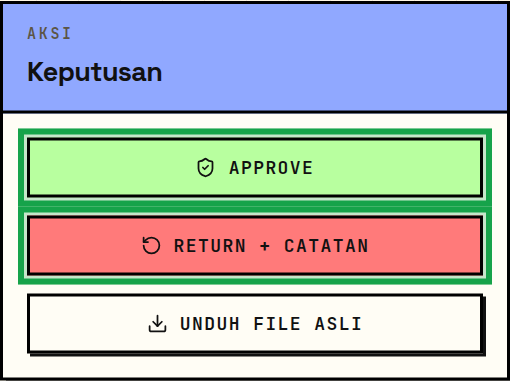 AKSI
Keputusan
APPROVE
RETURN + CATATAN
UNDUH FILE ASLI